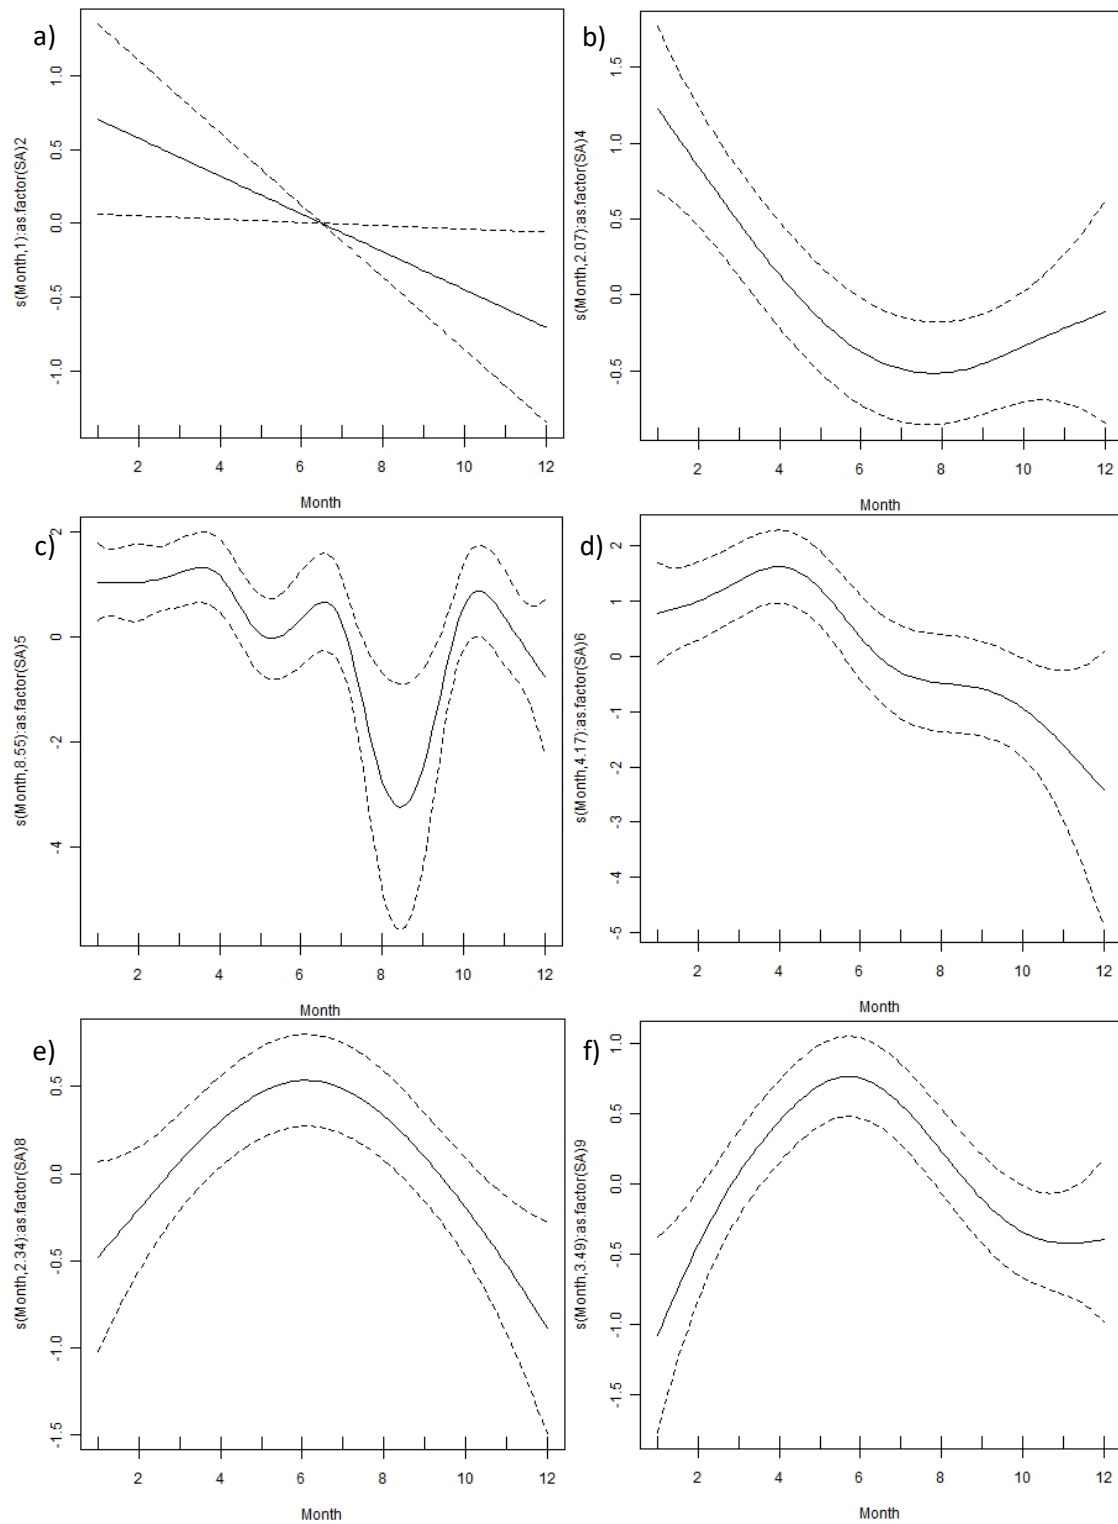 a)
s(Month,1):as.factor(SA)2
1.0
0.5
0.0
-0.5
-1.0
2 4 6 8 10 12
Month
b)
s(Month,2.07):as.factor(SA)4
1.5
1.0
0.5
0.0
-0.5
2 4 6 8 10 12
Month
c)
s(Month,8.55):as.factor(SA)5
2
0
-2
-4
2 4 6 8 10 12
Month
d)
s(Month,4.17):as.factor(SA)6
2
1
0
-1
-2
-3
-4
-5
2 4 6 8 10 12
Month
e)
s(Month,2.34):as.factor(SA)8
0.5
0.0
-0.5
-1.0
-1.5
2 4 6 8 10 12
Month
f)
s(Month,3.49):as.factor(SA)9
1.0
0.5
0.0
-0.5
-1.0
-1.5
2 4 6 8 10 12
Month